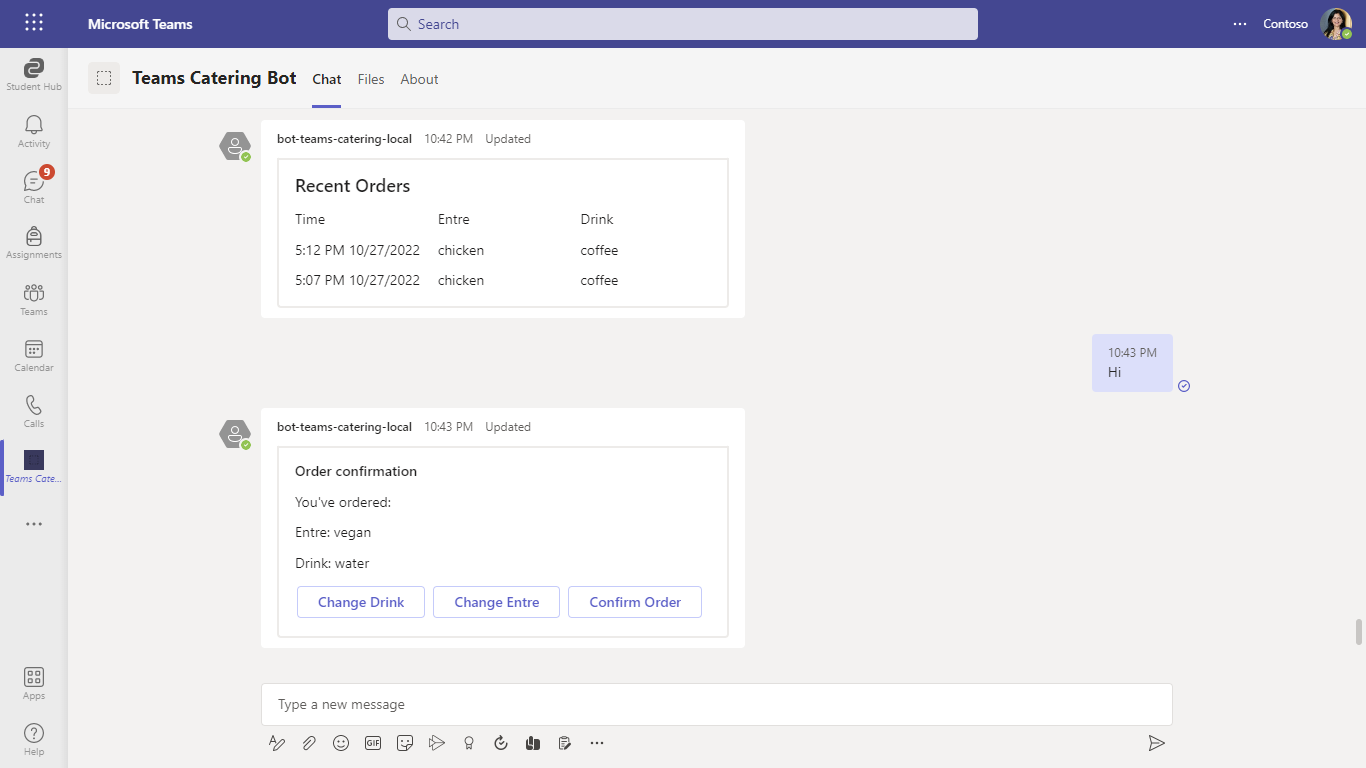 Microsoft Teams
Search
Contoso
Student Hub
Activity
9
Chat
Assignments
Teams
Calendar
Calls
Teams Cate...
Apps
Help
Teams Catering Bot Chat Files About
bot-teams-catering-local 10:42 PM Updated
Recent Orders
Time Entre Drink
5:12 PM 10/27/2022 chicken coffee
5:07 PM 10/27/2022 chicken coffee
10:43 PM
Hi
bot-teams-catering-local 10:43 PM Updated
Order confirmation
You've ordered:
Entre: vegan
Drink: water
Change Drink Change Entre Confirm Order
Type a new message
GIF